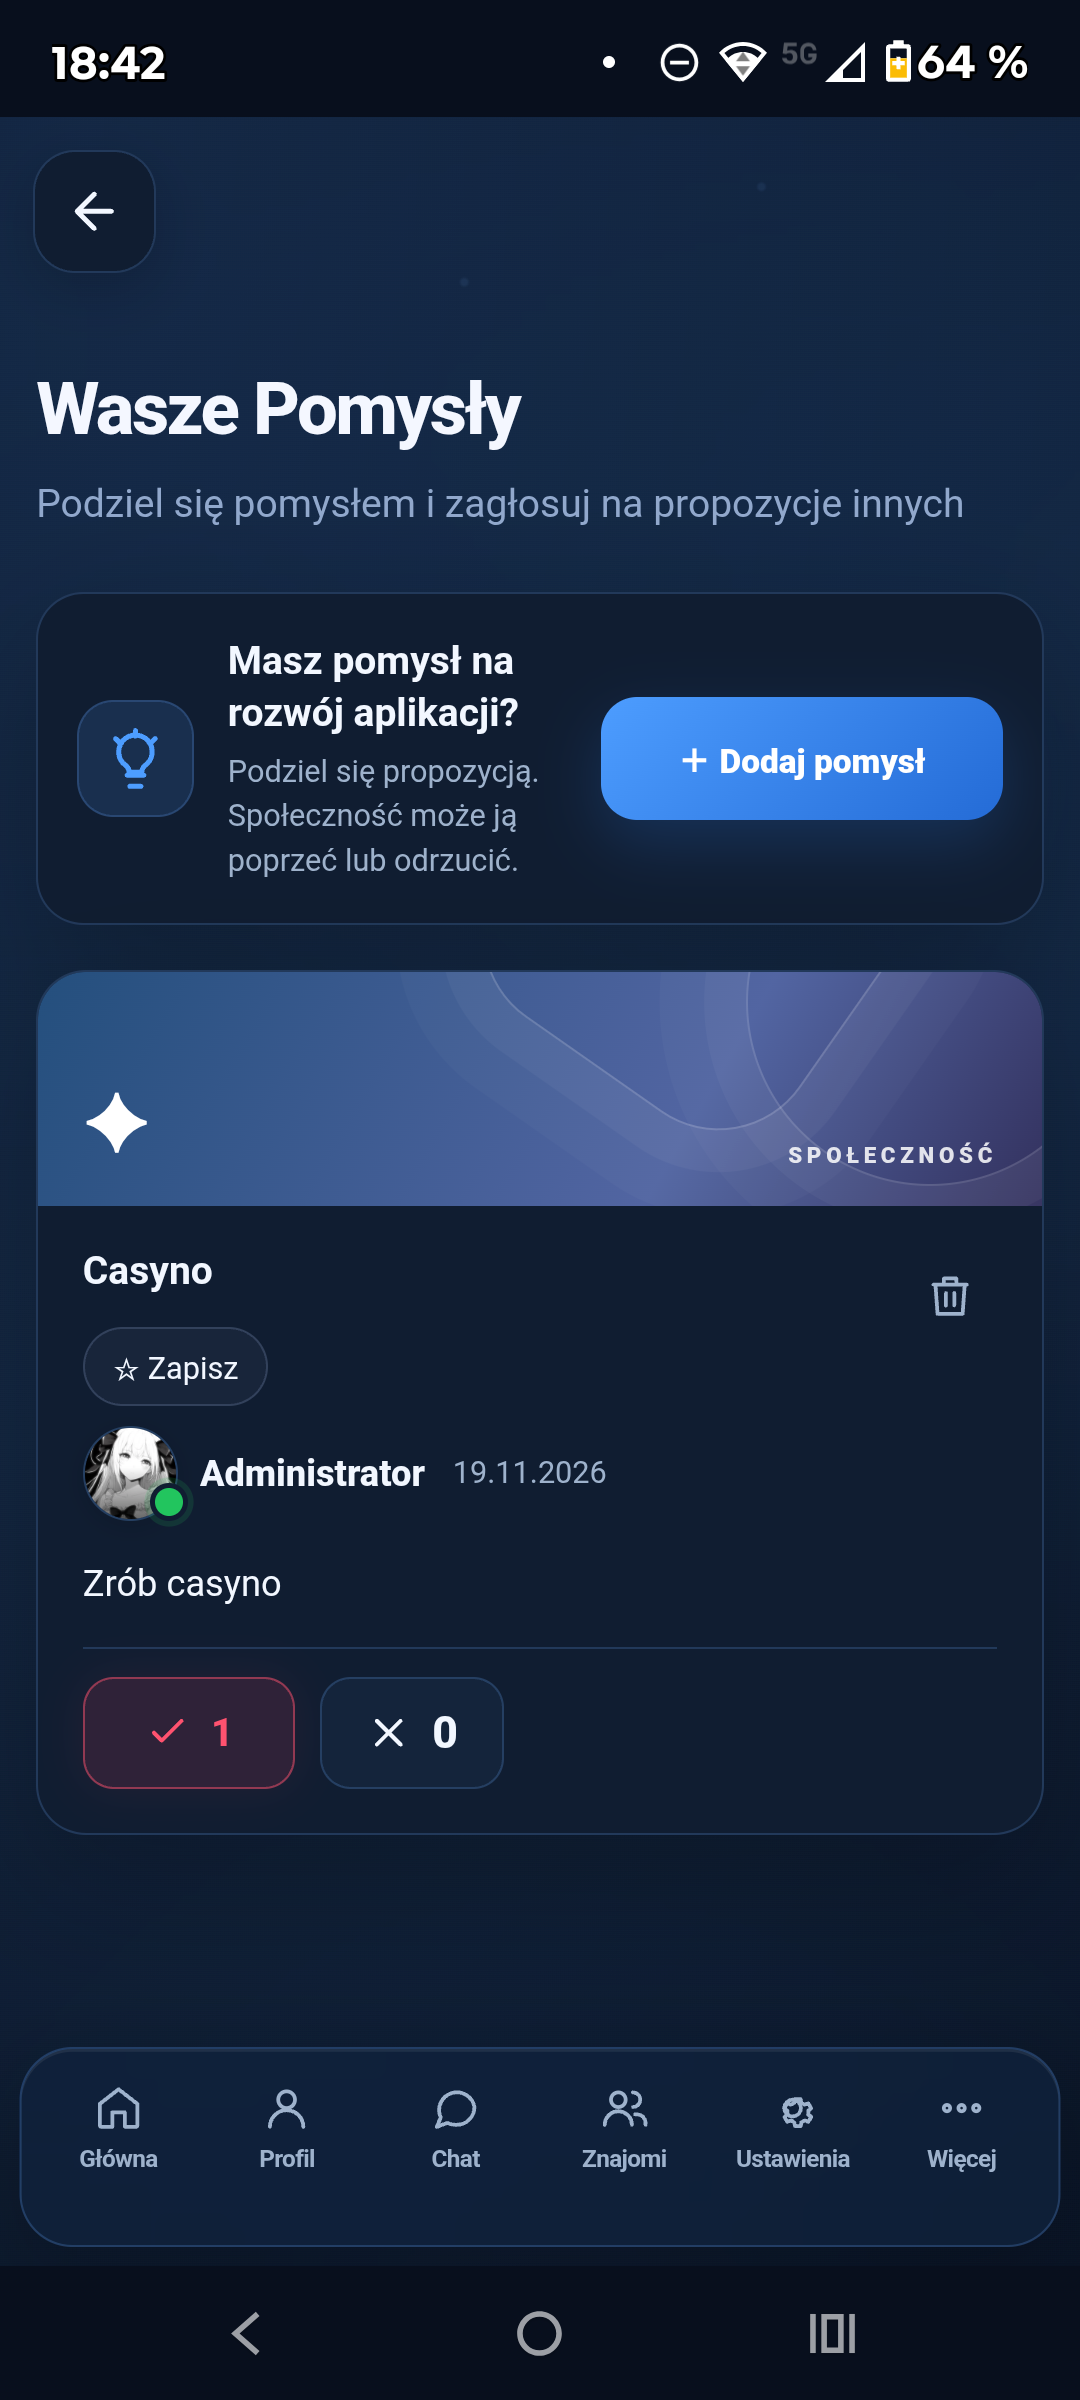 18:42
5G
64 %
Wasze Pomysły
Podziel się pomysłem i zagłosuj na propozycje innych
Masz pomysł na
rozwój aplikacji?
Podziel się propozycją.
Społeczność może ją
poprzeć lub odrzucić.
+ Dodaj pomysł
SPOŁECZNOŚĆ
Casyno
☆ Zapisz
Administrator 19.11.2026
Zrób casyno
1
0
Główna
Profil
Chat
Znajomi
Ustawienia
Więcej